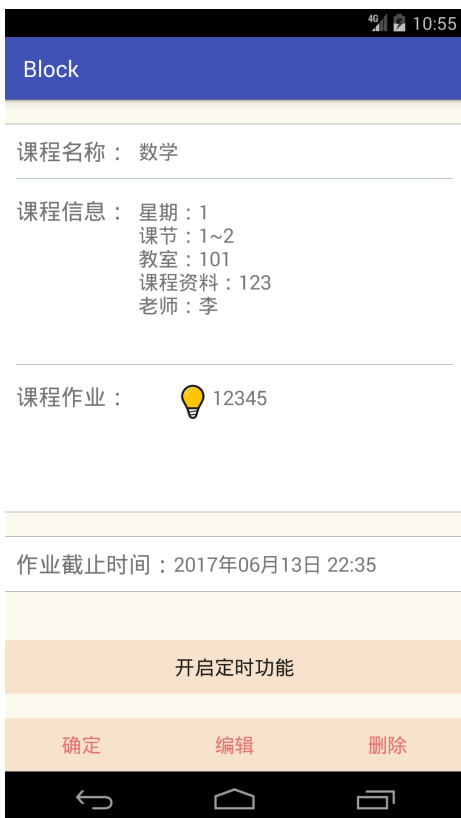 4G 10:55
Block
课程名称： 数学
课程信息： 星期：1
课节：1~2
教室：101
课程资料：123
老师：李
课程作业： 12345
作业截止时间：2017年06月13日 22:35
开启定时功能
确定 编辑 删除